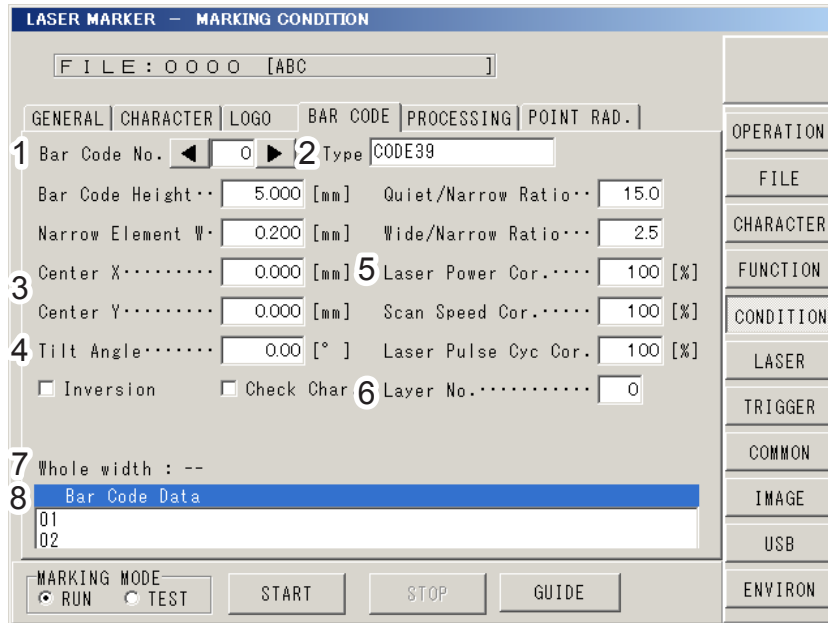 LASER MARKER － MARKING CONDITION
ＦＩＬＥ：００００ [ABC ]
GENERAL CHARACTER LOGO BAR CODE PROCESSING POINT RAD.
1 Bar Code No. ◀ 0 ▶ 2 Type CODE39
Bar Code Height‥ 5.000 [mm] Quiet/Narrow Ratio‥ 15.0
Narrow Element W· 0.200 [mm] Wide/Narrow Ratio··· 2.5
3
Center X········· 0.000 [mm] 5 Laser Power Cor.···· 100 [%]
Center Y········· 0.000 [mm] Scan Speed Cor.····· 100 [%]
4 Tilt Angle······· 0.00 [° ] Laser Pulse Cyc Cor. 100 [%]
Inversion Check Char 6 Layer No.··········· 0
7 Whole width : --
8 Bar Code Data
01
02
MARKING MODE
RUN TEST
START STOP GUIDE
OPERATION
FILE
CHARACTER
FUNCTION
CONDITION
LASER
TRIGGER
COMMON
IMAGE
USB
ENVIRON